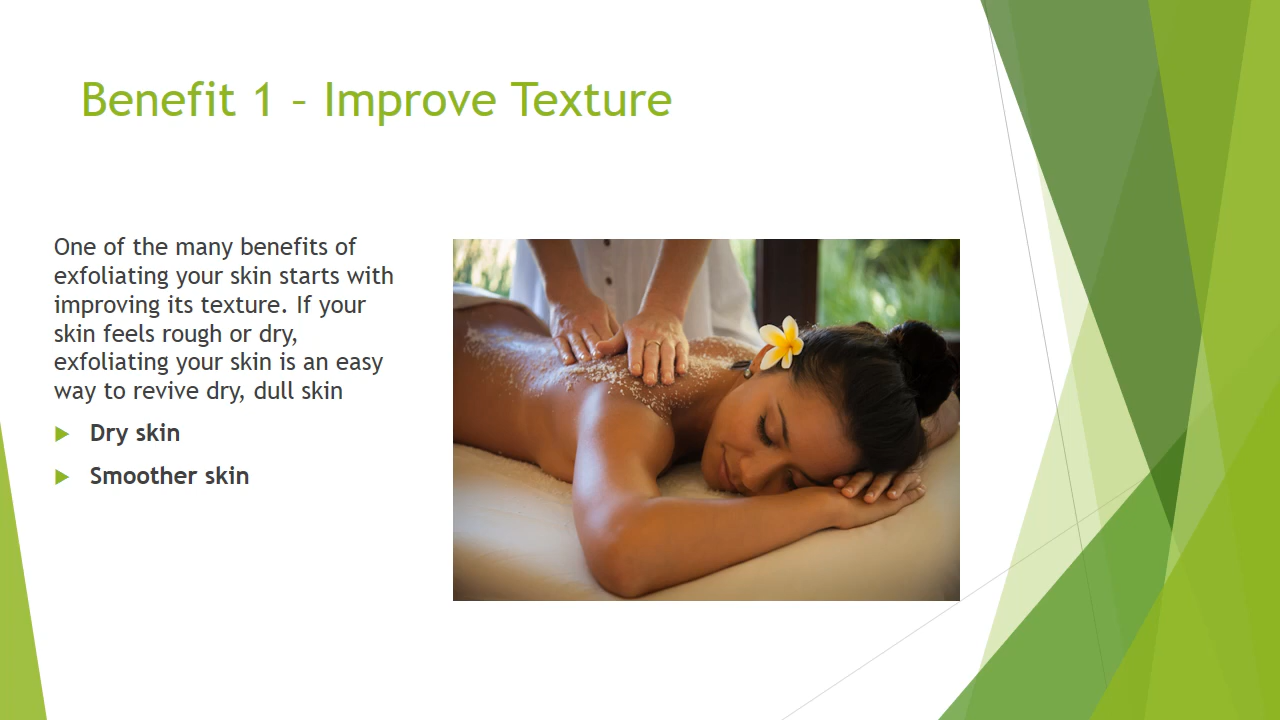 Benefit 1 – Improve Texture
One of the many benefits of
exfoliating your skin starts with
improving its texture. If your
skin feels rough or dry,
exfoliating your skin is an easy
way to revive dry, dull skin
Dry skin
Smoother skin